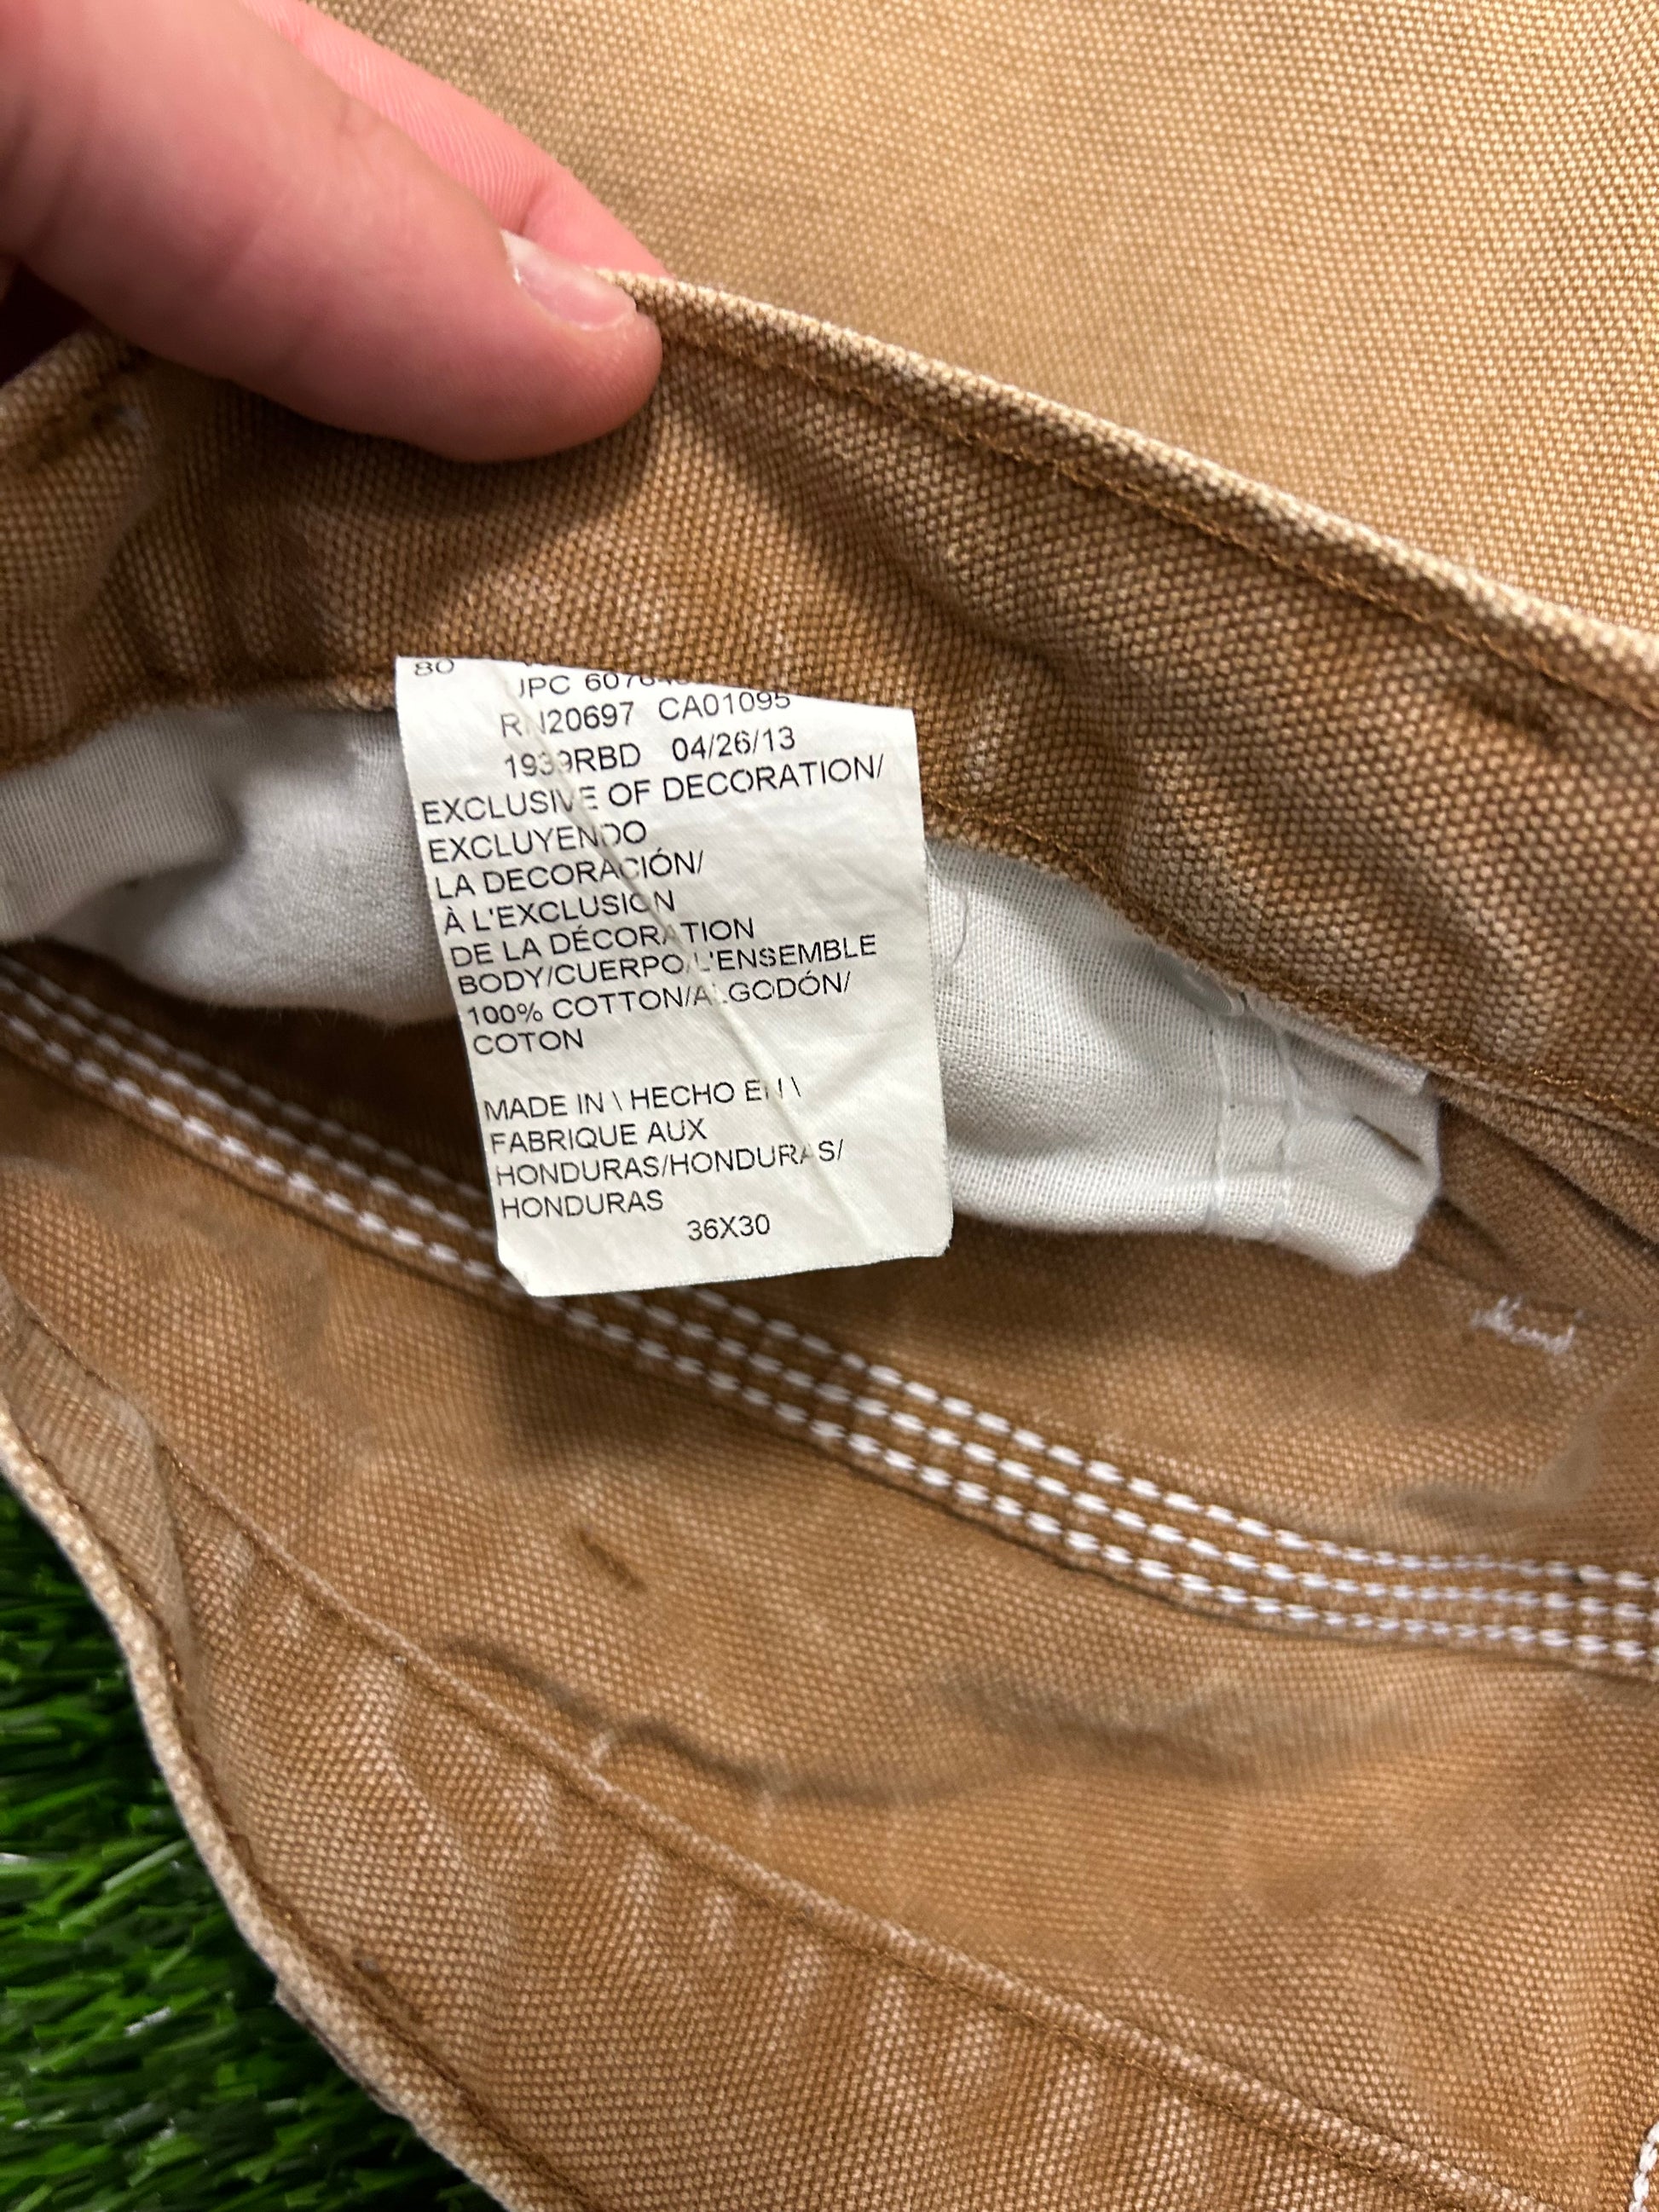 80
RN20697 CA01095
1939RBD 04/26/13
EXCLUSIVE OF DECORATION/
EXCLUYENDO
LA DECORACIÓN/
À L'EXCLUSION
DE LA DÉCORATION
BODY/CUERPO/L'ENSEMBLE
100% COTTON/ALGODÓN/
COTON
MADE IN \ HECHO EN \
FABRIQUE AUX
HONDURAS/HONDURAS/
HONDURAS
36X30